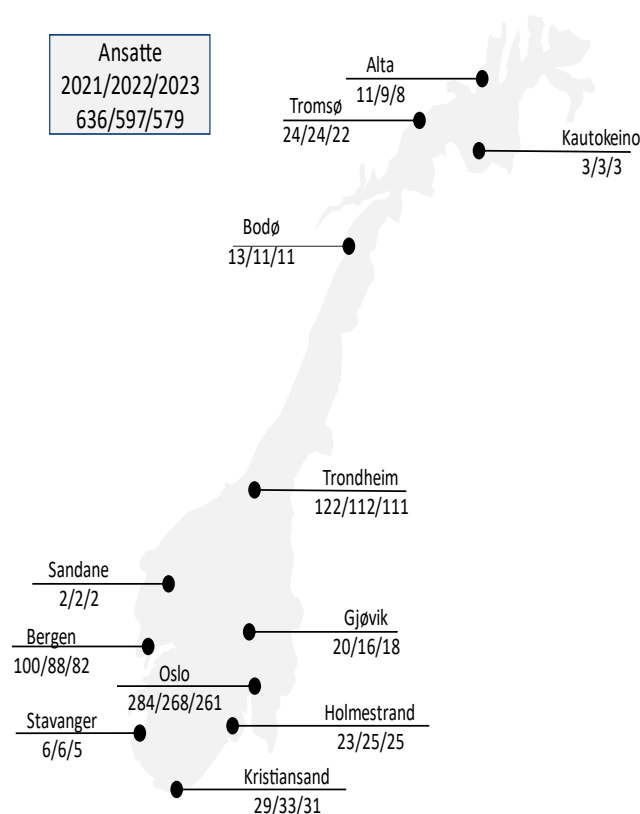 Ansatte
2021/2022/2023
636/597/579
Alta
11/9/8
Tromsø
24/24/22
Kautokeino
3/3/3
Bodø
13/11/11
Trondheim
122/112/111
Sandane
2/2/2
Gjøvik
20/16/18
Bergen
100/88/82
Oslo
284/268/261
Holmestrand
23/25/25
Stavanger
6/6/5
Kristiansand
29/33/31